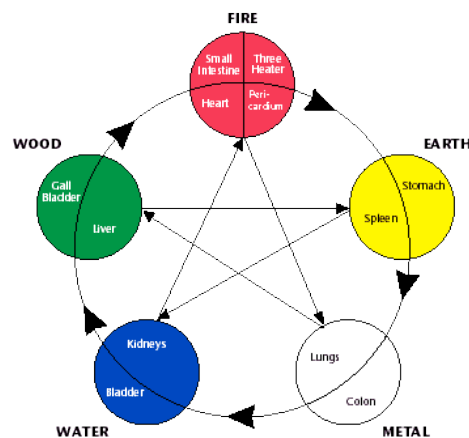 FIRE
Small
Intestine
Three
Heater
Heart
Peri-
cardium
WOOD
EARTH
Gall
Bladder
Liver
Stomach
Spleen
Kidneys
Bladder
Lungs
Colon
WATER
METAL